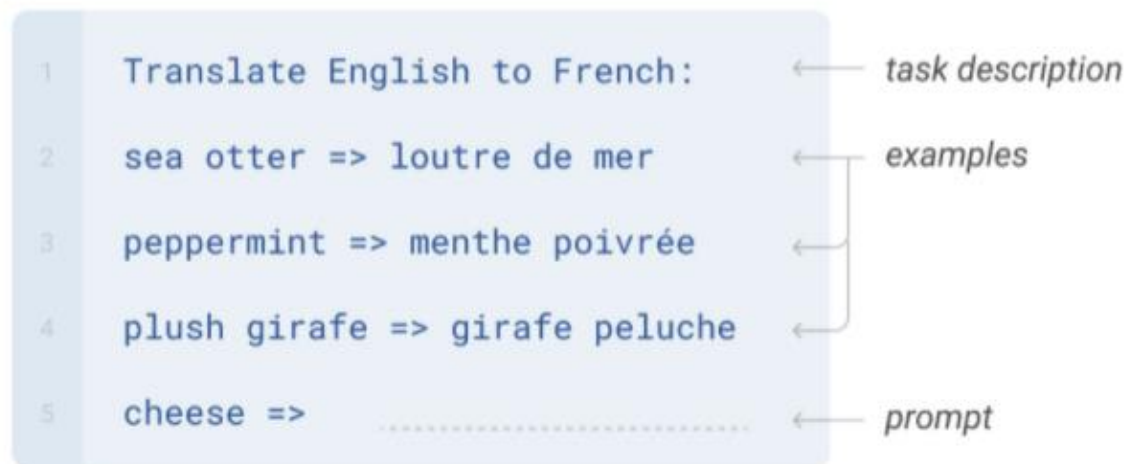 1 Translate English to French: task description
2 sea otter => loutre de mer examples
3 peppermint => menthe poivrée
4 plush girafe => girafe peluche
5 cheese => prompt